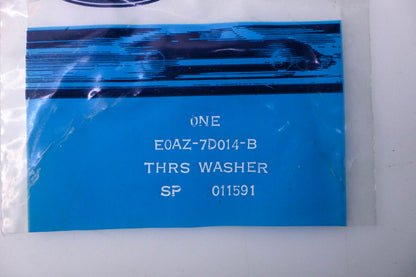 ONE
E0AZ-7D014-B
THRS WASHER
SP 011591